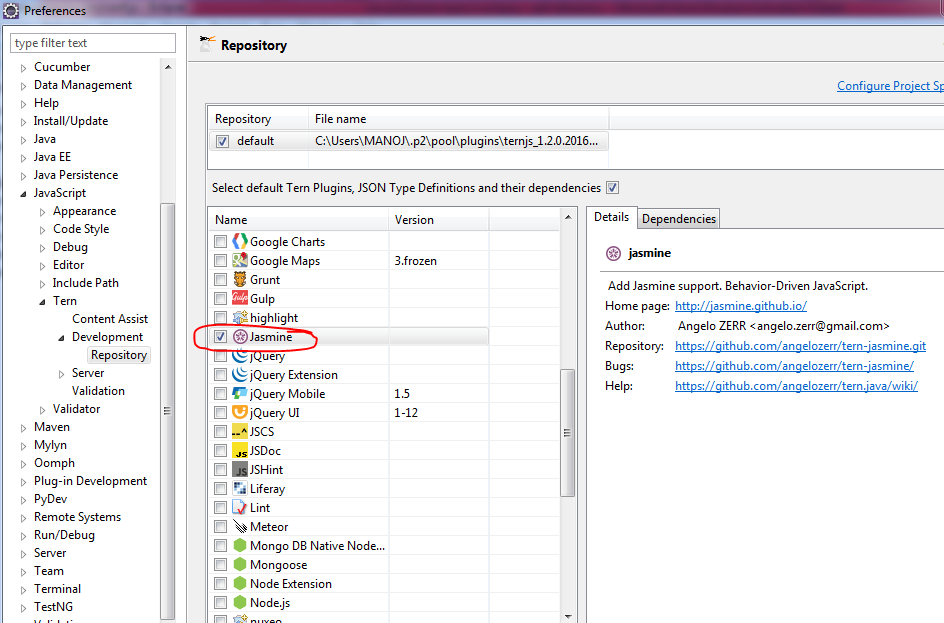 Preferences
type filter text
Cucumber
Data Management
Help
Install/Update
Java
Java EE
Java Persistence
JavaScript
Appearance
Code Style
Debug
Editor
Include Path
Tern
Content Assist
Development
Repository
Server
Validation
Validator
Maven
Mylyn
Oomph
Plug-in Development
PyDev
Remote Systems
Run/Debug
Server
Team
Terminal
TestNG
Repository
Configure Project Sp
Repository File name
default C:\Users\MANOJ\.p2\pool\plugins\ternjs_1.2.0.2016...
Select default Tern Plugins, JSON Type Definitions and their dependencies
Name Version
Google Charts
Google Maps 3.frozen
Grunt
Gulp
highlight
Jasmine
jQuery
jQuery Extension
jQuery Mobile 1.5
jQuery UI 1-12
JSCS
JSDoc
JSHint
Liferay
Lint
Meteor
Mongo DB Native Node...
Mongoose
Node Extension
Node.js
nuxeo
Details Dependencies
jasmine
Add Jasmine support. Behavior-Driven JavaScript.
Home page: http://jasmine.github.io/
Author: Angelo ZERR <angelo.zerr@gmail.com>
Repository: https://github.com/angelozerr/tern-jasmine.git
Bugs: https://github.com/angelozerr/tern-jasmine/
Help: https://github.com/angelozerr/tern.java/wiki/